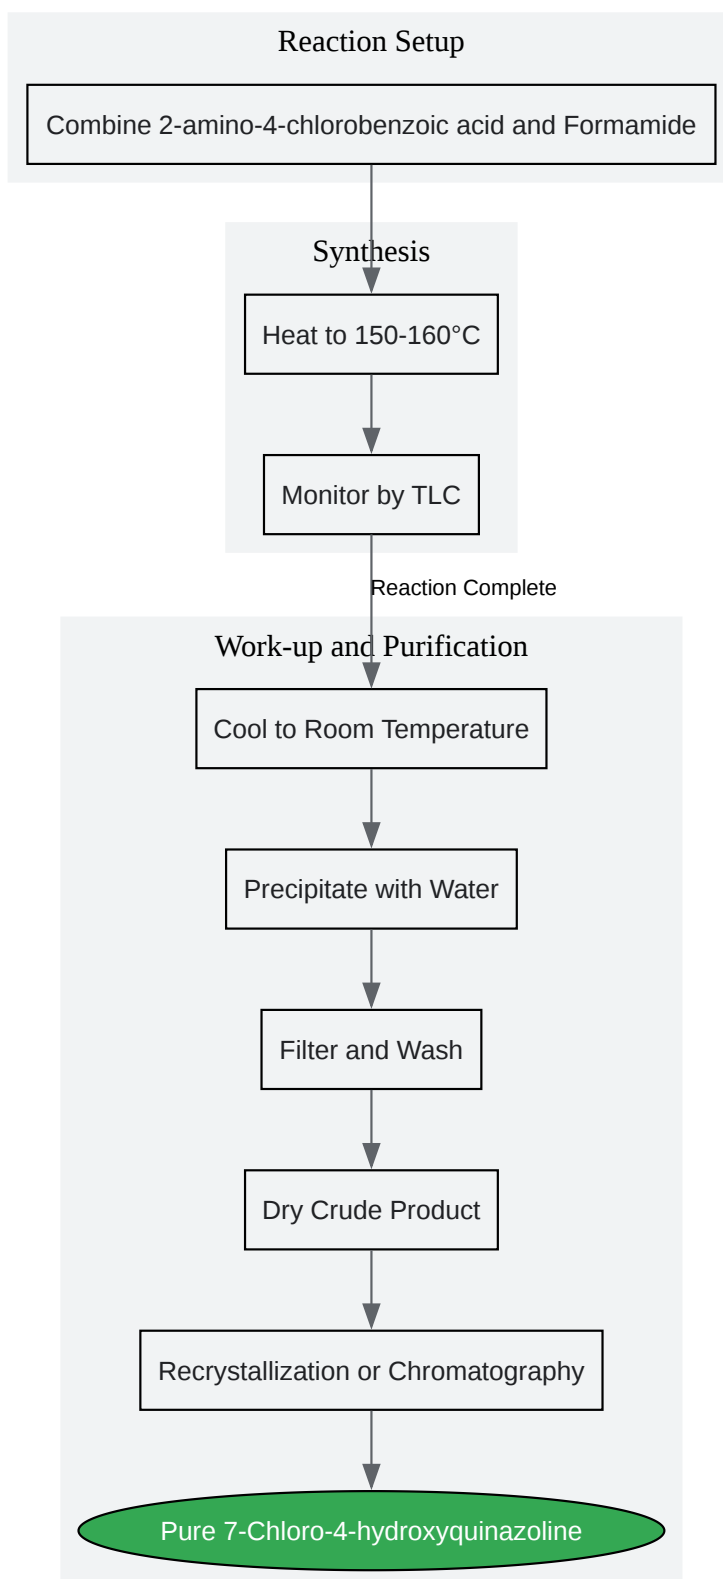 Reaction Setup
Combine 2-amino-4-chlorobenzoic acid and Formamide
Synthesis
Heat to 150-160°C
Monitor by TLC
Reaction Complete
Work-up and Purification
Cool to Room Temperature
Precipitate with Water
Filter and Wash
Dry Crude Product
Recrystallization or Chromatography
Pure 7-Chloro-4-hydroxyquinazoline